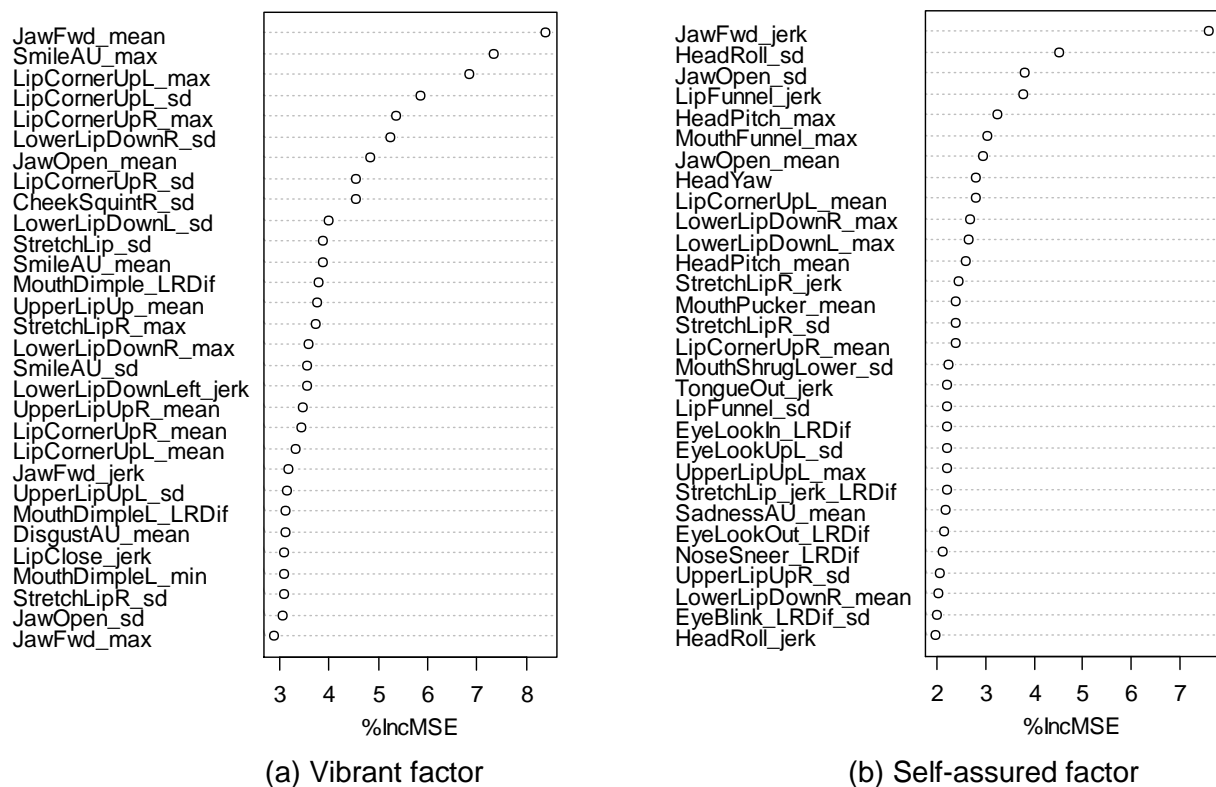 JawFwd_mean
SmileAU_max
LipCornerUpL_max
LipCornerUpL_sd
LipCornerUpR_max
LowerLipDownR_sd
JawOpen_mean
LipCornerUpR_sd
CheekSquintR_sd
LowerLipDownL_sd
StretchLip_sd
SmileAU_mean
MouthDimple_LRDif
UpperLipUp_mean
StretchLipR_max
LowerLipDownR_max
SmileAU_sd
LowerLipDownLeft_jerk
UpperLipUpR_mean
LipCornerUpR_mean
LipCornerUpL_mean
JawFwd_jerk
UpperLipUpL_sd
MouthDimpleL_LRDif
DisgustAU_mean
LipClose_jerk
MouthDimpleL_min
StretchLipR_sd
JawOpen_sd
JawFwd_max
3 4 5 6 7 8
%IncMSE
(a) Vibrant factor
JawFwd_jerk
HeadRoll_sd
JawOpen_sd
LipFunnel_jerk
HeadPitch_max
MouthFunnel_max
JawOpen_mean
HeadYaw
LipCornerUpL_mean
LowerLipDownR_max
LowerLipDownL_max
HeadPitch_mean
StretchLipR_jerk
MouthPucker_mean
StretchLipR_sd
LipCornerUpR_mean
MouthShrugLower_sd
TongueOut_jerk
LipFunnel_sd
EyeLookIn_LRDif
EyeLookUpL_sd
UpperLipUpL_max
StretchLip_jerk_LRDif
SadnessAU_mean
EyeLookOut_LRDif
NoseSneer_LRDif
UpperLipUpR_sd
LowerLipDownR_mean
EyeBlink_LRDif_sd
HeadRoll_jerk
2 3 4 5 6 7
%IncMSE
(b) Self-assured factor